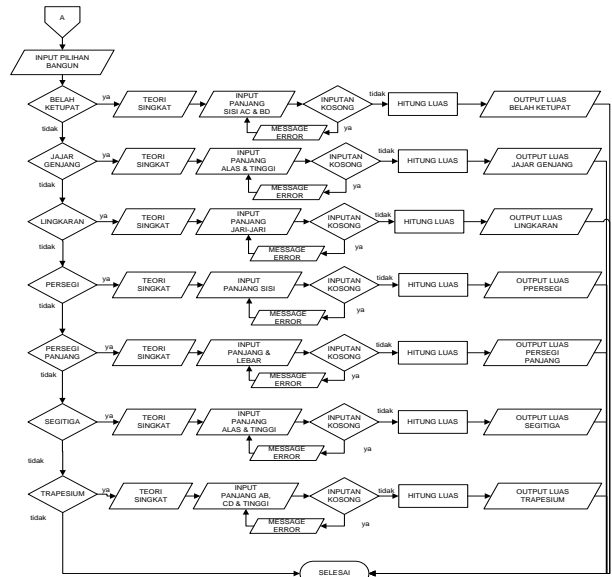 A
INPUT PILIHAN
BANGUN
BELAH
KETUPAT
ya
TEORI
SINGKAT
INPUT
PANJANG
SISI AC & BD
INPUTAN
KOSONG
tidak
HITUNG LUAS
OUTPUT LUAS
BELAH KETUPAT
tidak
MESSAGE
ERROR
ya
JAJAR
GENJANG
ya
TEORI
SINGKAT
INPUT
PANJANG
ALAS & TINGGI
INPUTAN
KOSONG
tidak
HITUNG LUAS
OUTPUT LUAS
JAJAR GENJANG
tidak
MESSAGE
ERROR
ya
LINGKARAN
ya
TEORI
SINGKAT
INPUT
PANJANG
JARI-JARI
INPUTAN
KOSONG
tidak
HITUNG LUAS
OUTPUT LUAS
LINGKARAN
tidak
MESSAGE
ERROR
ya
PERSEGI
ya
TEORI
SINGKAT
INPUT
PANJANG SISI
INPUTAN
KOSONG
tidak
HITUNG LUAS
OUTPUT LUAS
PPERSEGI
tidak
MESSAGE
ERROR
ya
PERSEGI
PANJANG
ya
TEORI
SINGKAT
INPUT
PANJANG &
LEBAR
INPUTAN
KOSONG
tidak
HITUNG LUAS
OUTPUT LUAS
PERSEGI
PANJANG
tidak
MESSAGE
ERROR
ya
SEGITIGA
ya
TEORI
SINGKAT
INPUT
PANJANG
ALAS & TINGGI
INPUTAN
KOSONG
tidak
HITUNG LUAS
OUTPUT LUAS
SEGITIGA
tidak
MESSAGE
ERROR
ya
TRAPESIUM
ya
TEORI
SINGKAT
INPUT
PANJANG AB,
CD & TINGGI
INPUTAN
KOSONG
tidak
HITUNG LUAS
OUTPUT LUAS
TRAPESIUM
tidak
MESSAGE
ERROR
ya
SELESAI